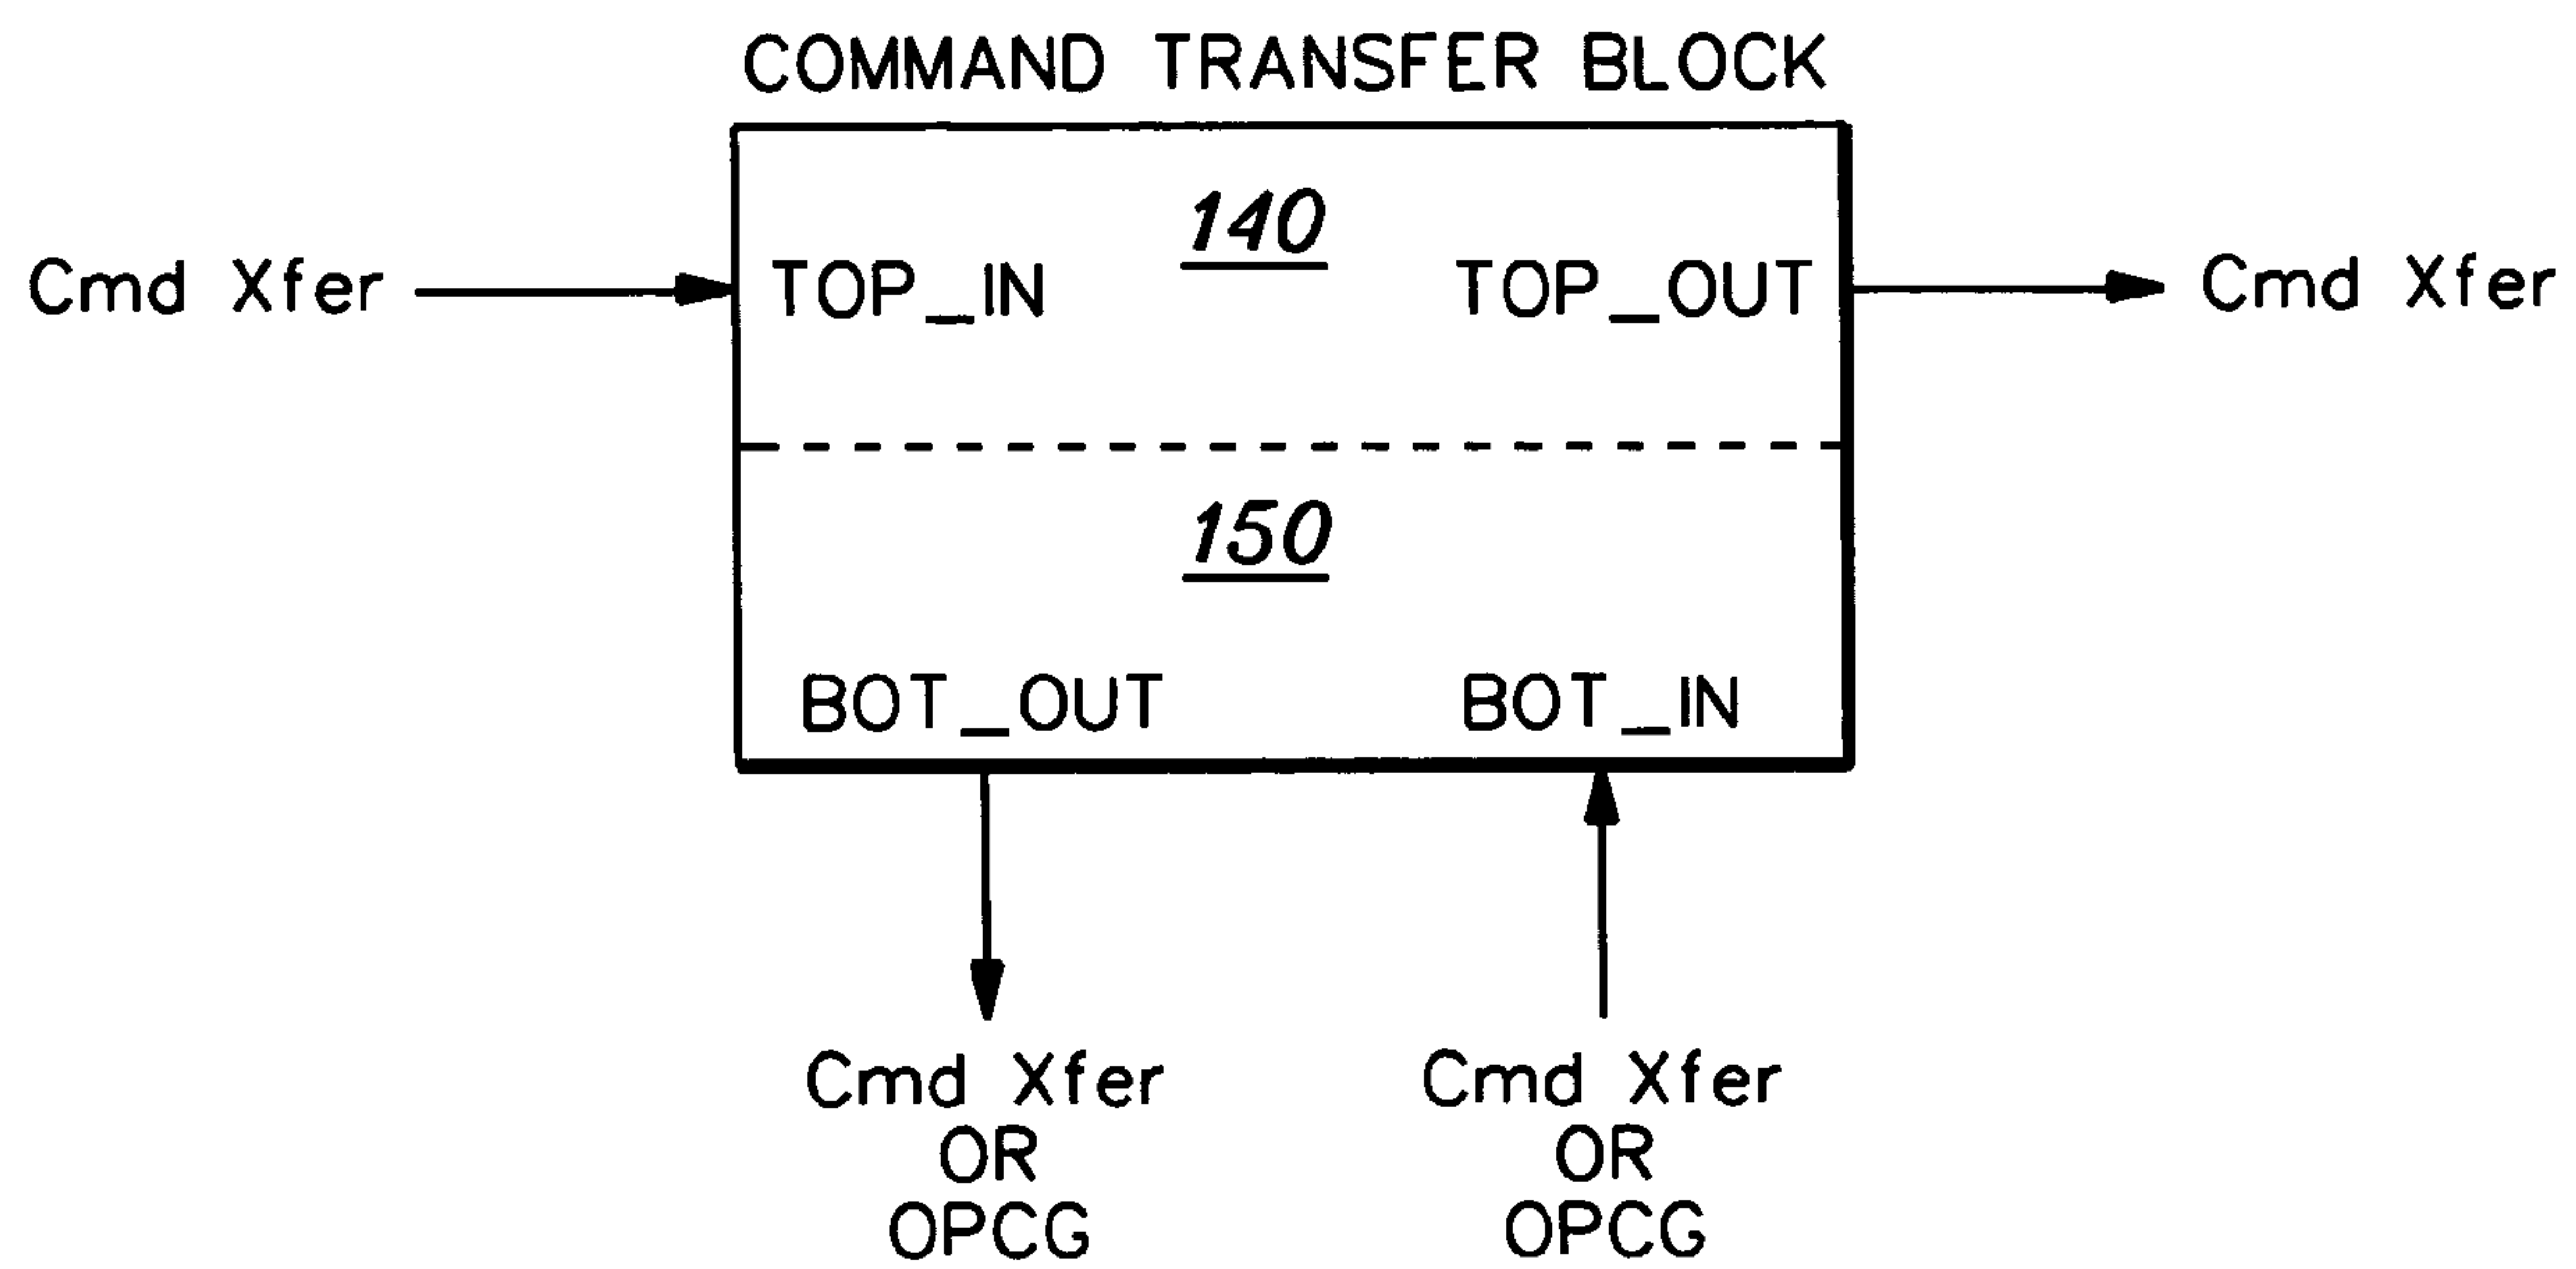 COMMAND TRANSFER BLOCK
140
Cmd Xfer TOP_IN TOP_OUT Cmd Xfer
150
BOT_OUT BOT_IN
Cmd Xfer Cmd Xfer
OR OR
OPCG OPCG